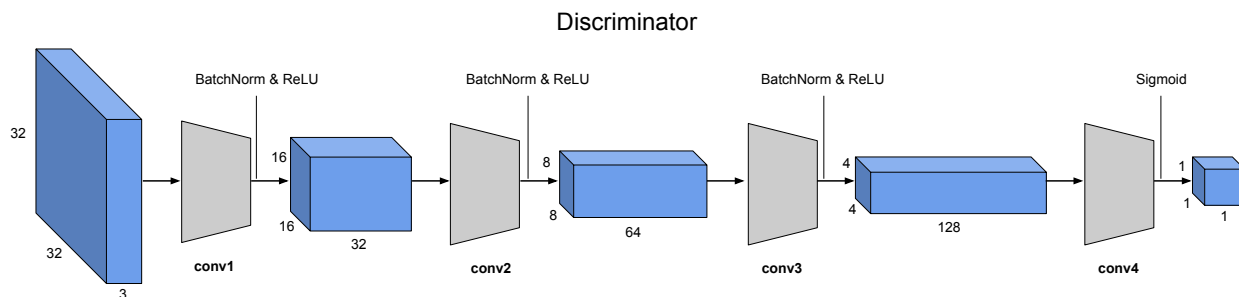 Discriminator
BatchNorm & ReLU
BatchNorm & ReLU
BatchNorm & ReLU
Sigmoid
32
32
3
conv1
16
16
32
conv2
8
8
64
conv3
4
4
128
conv4
1
1
1